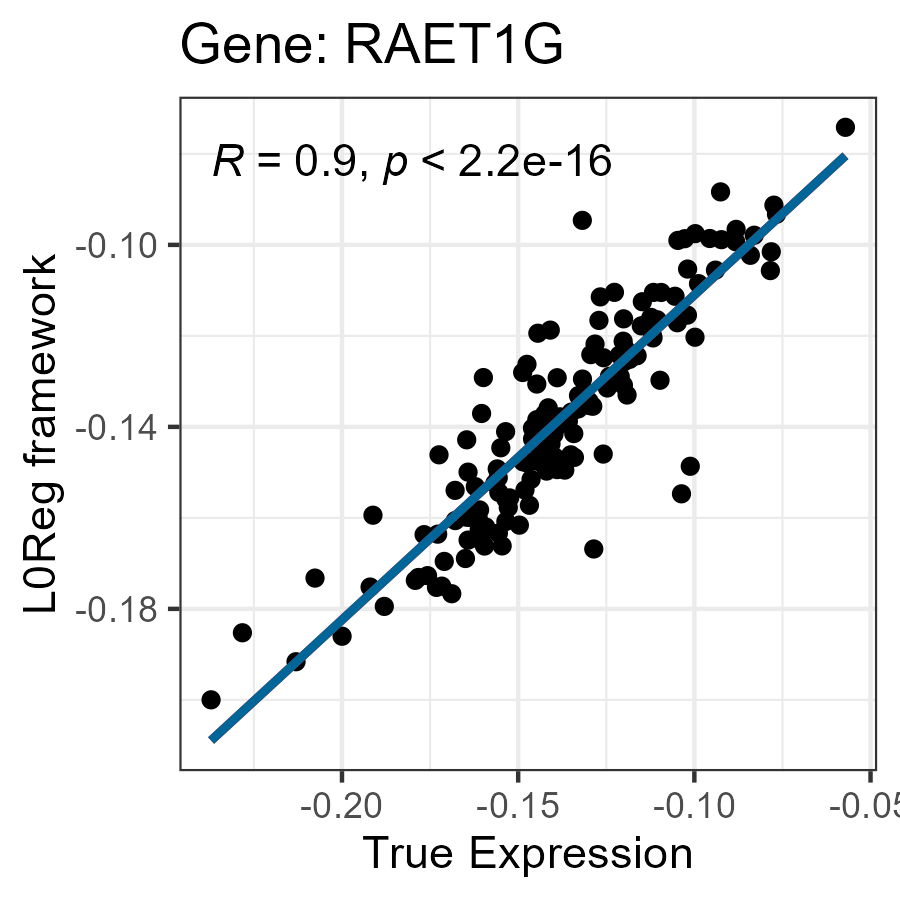 Gene: RAET1G
R = 0.9, p < 2.2e-16
-0.10
-0.14
-0.18
L0Reg framework
-0.20 -0.15 -0.10 -0.05
True Expression